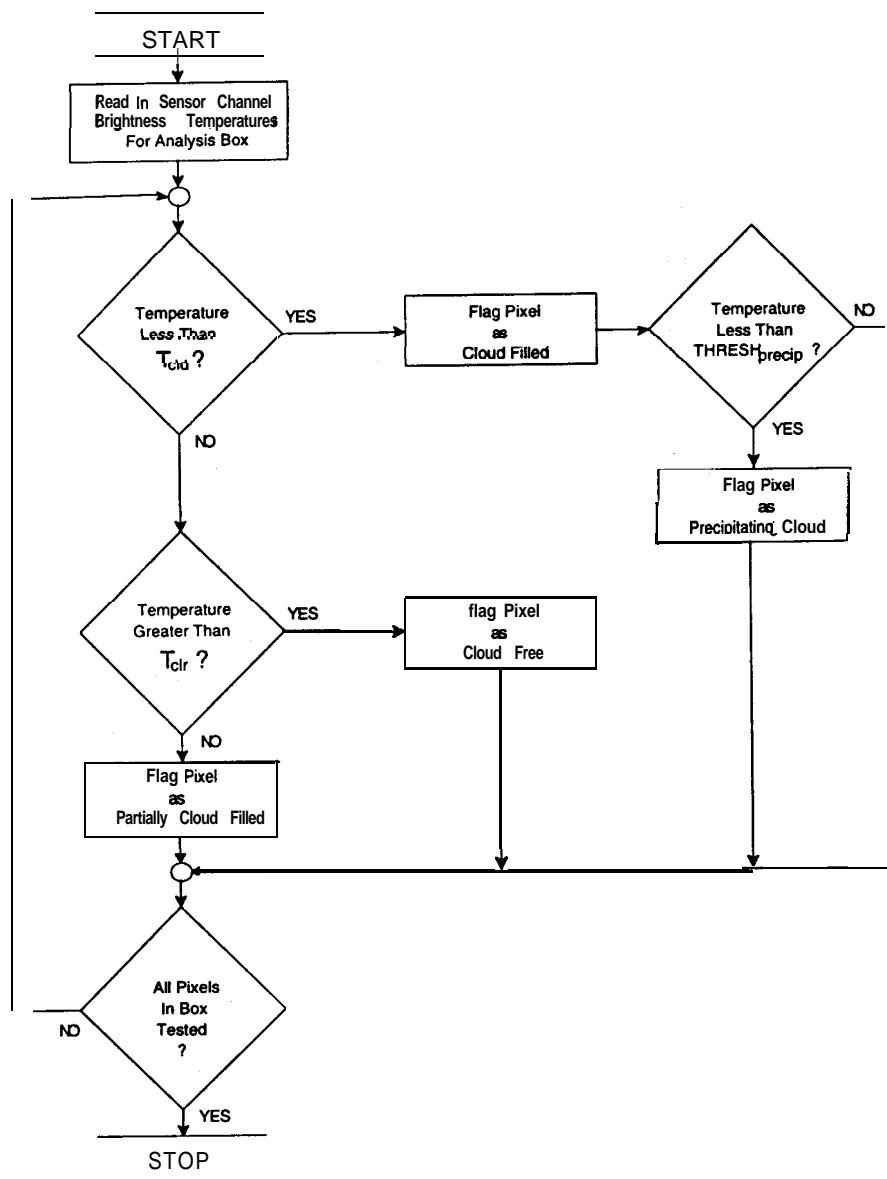 START
Read In Sensor Channel
Brightness Temperatures
For Analysis Box
Temperature
Less Than
Tcld ?
YES
NO
Flag Pixel
as
Cloud Filled
Temperature
Less Than
THRESHprecip ?
NO
YES
Flag Pixel
as
Precipitating Cloud
Temperature
Greater Than
Tclr ?
YES
NO
flag Pixel
as
Cloud Free
Flag Pixel
as
Partially Cloud Filled
All Pixels
In Box
Tested
?
NO
YES
STOP